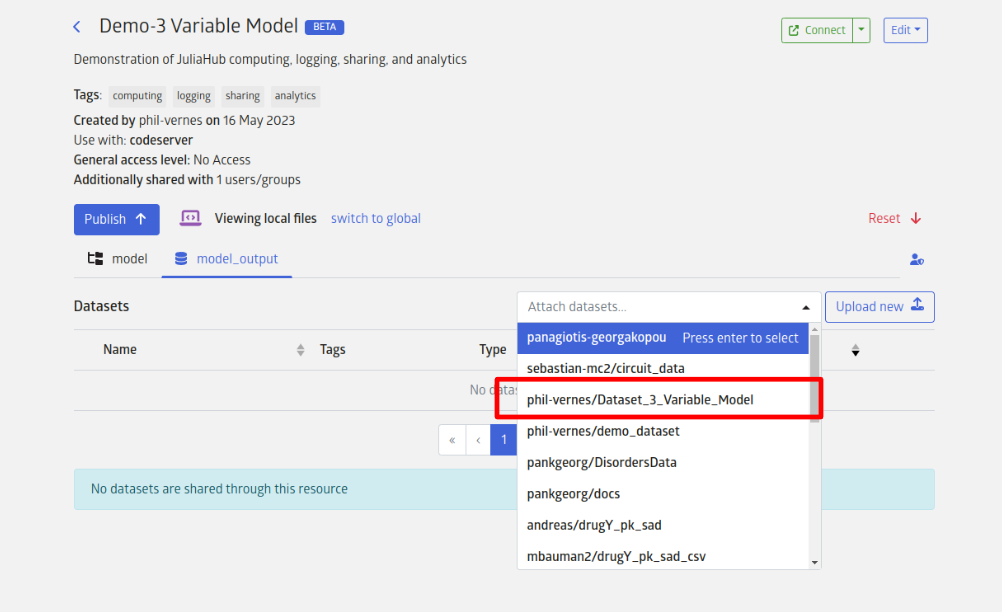 Demo-3 Variable Model BETA
Connect
Edit
Demonstration of JuliaHub computing, logging, sharing, and analytics
Tags: computing logging sharing analytics
Created by phil-vernes on 16 May 2023
Use with: codeserver
General access level: No Access
Additionally shared with 1 users/groups
Publish
Viewing local files switch to global
Reset
model model_output
Datasets
Attach datasets...
Upload new
Name Tags Type
panagiotis-georgakopou Press enter to select
sebastian-mc2/circuit_data
No datas
phil-vernes/Dataset_3_Variable_Model
phil-vernes/demo_dataset
« ‹ 1
pankgeorg/DisordersData
No datasets are shared through this resource
pankgeorg/docs
andreas/drugY_pk_sad
mbauman2/drugY_pk_sad_csv